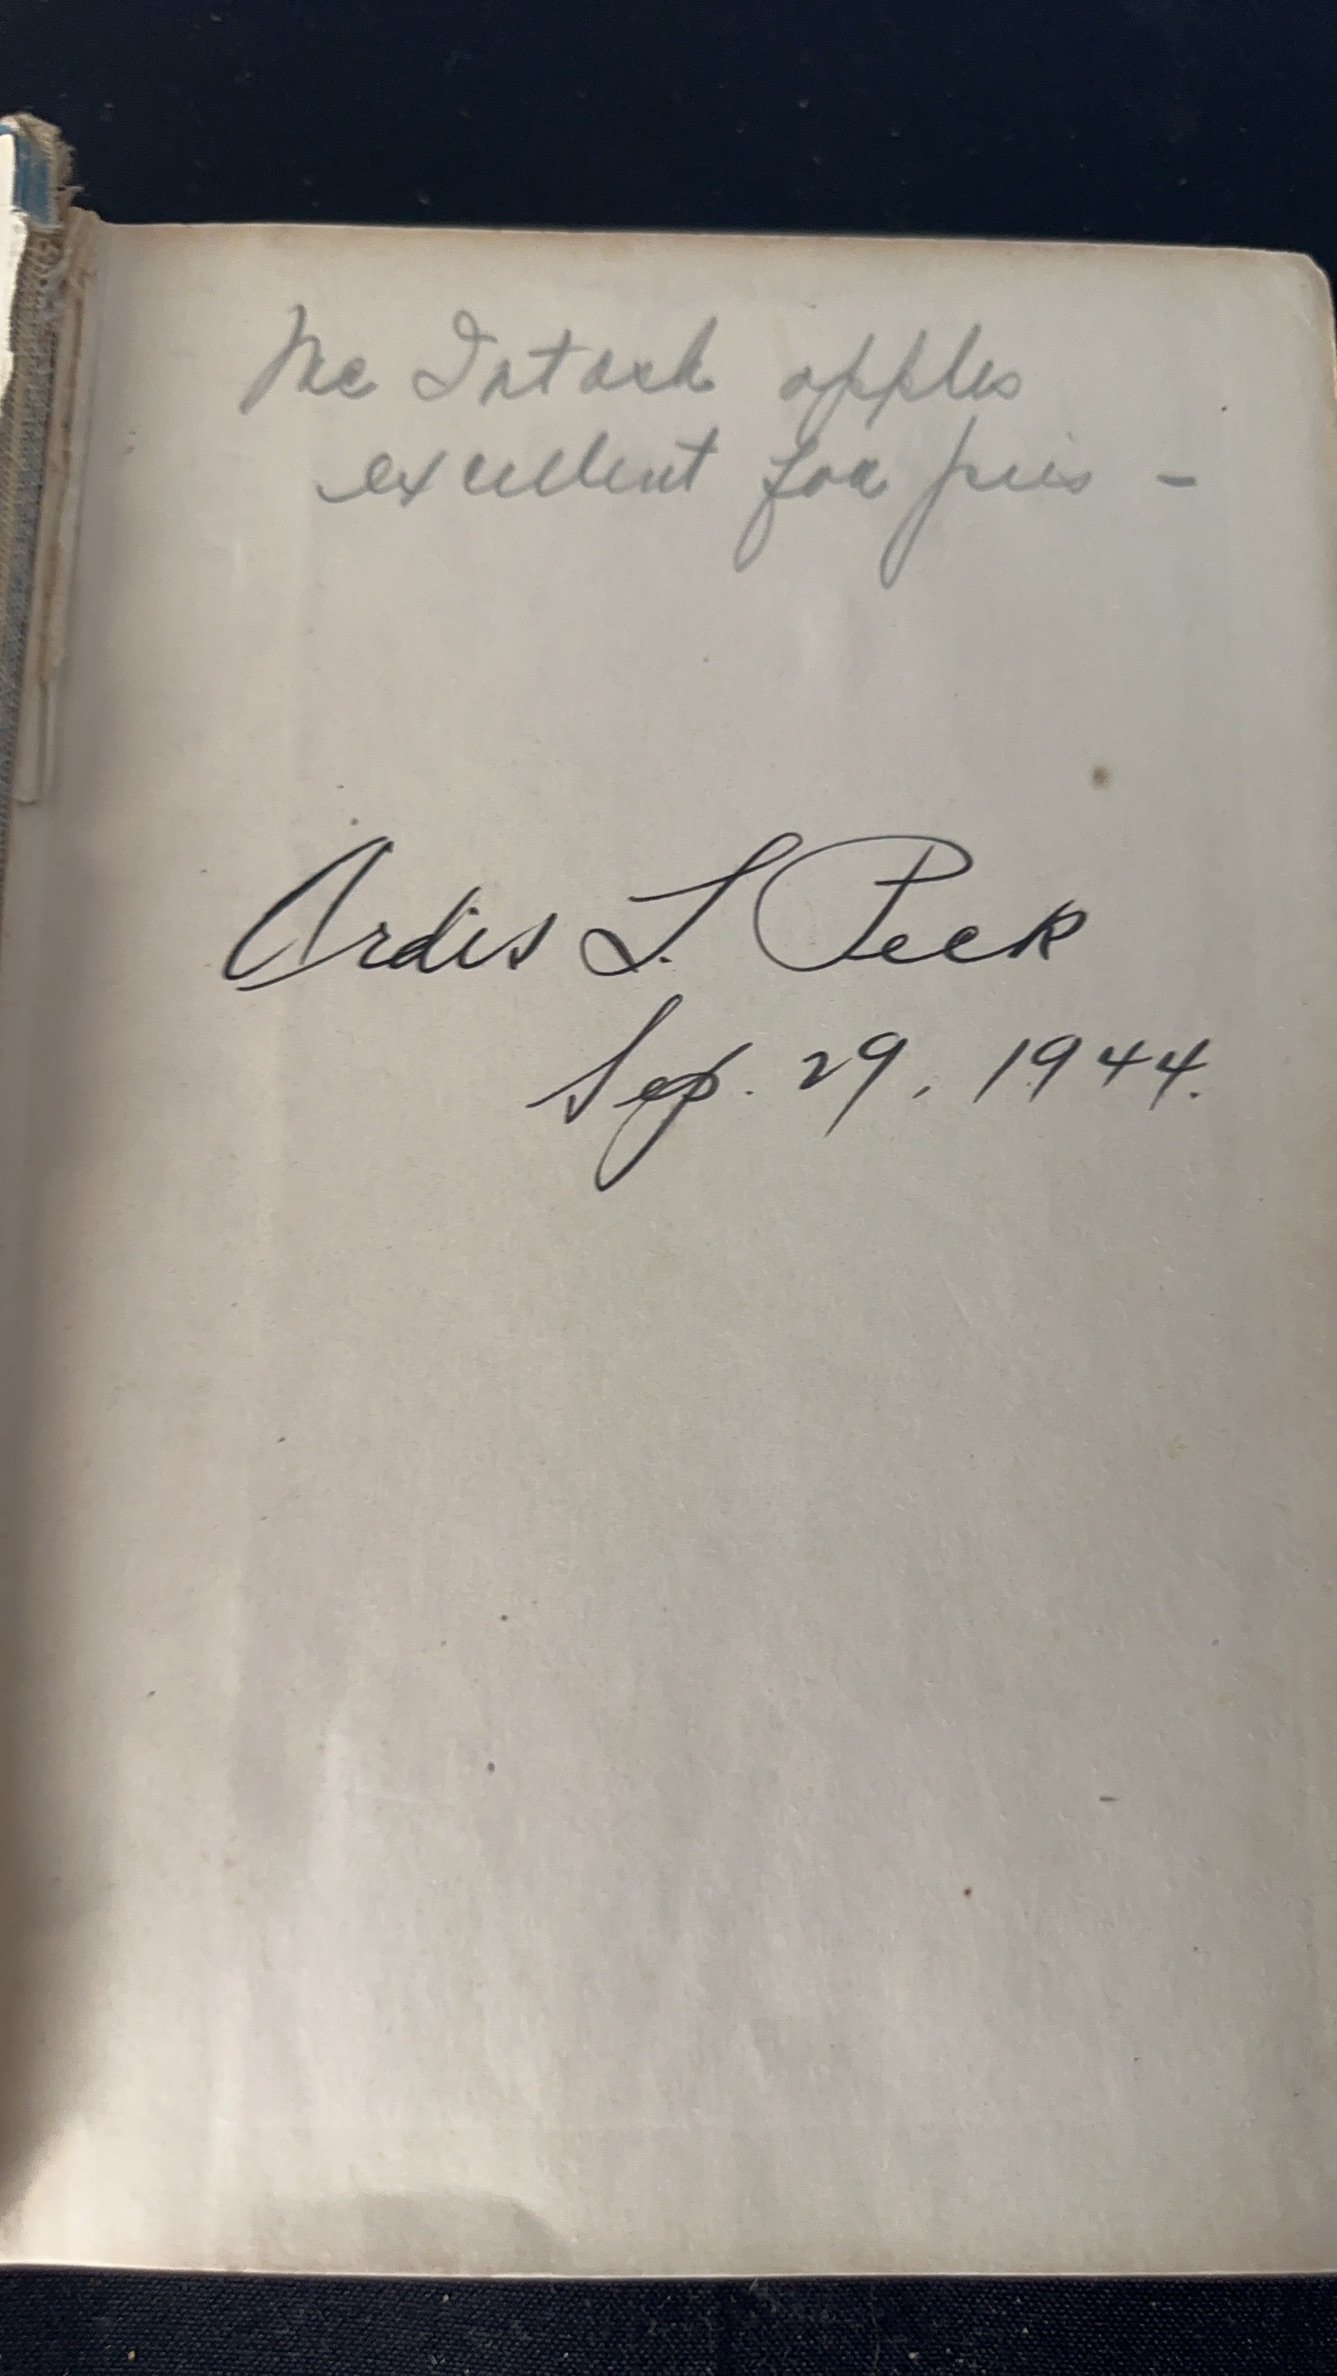 Mc Intosh apples
excellent for pies -
Ardis L. Peek
Sep. 29, 1944.